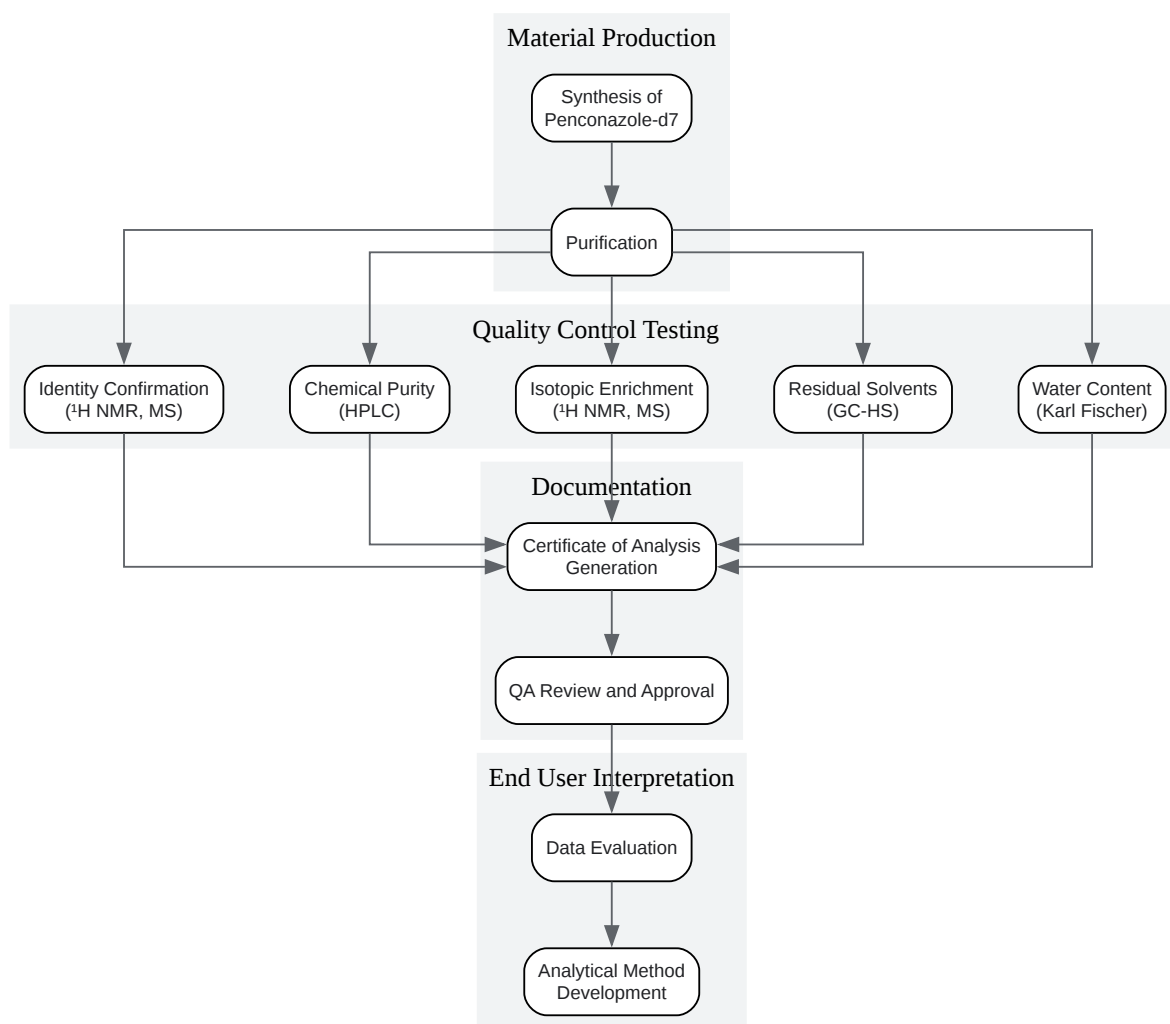 Material Production
Synthesis of
Penconazole-d7
Purification
Quality Control Testing
Identity Confirmation
(¹H NMR, MS)
Chemical Purity
(HPLC)
Isotopic Enrichment
(¹H NMR, MS)
Residual Solvents
(GC-HS)
Water Content
(Karl Fischer)
Documentation
Certificate of Analysis
Generation
QA Review and Approval
End User Interpretation
Data Evaluation
Analytical Method
Development